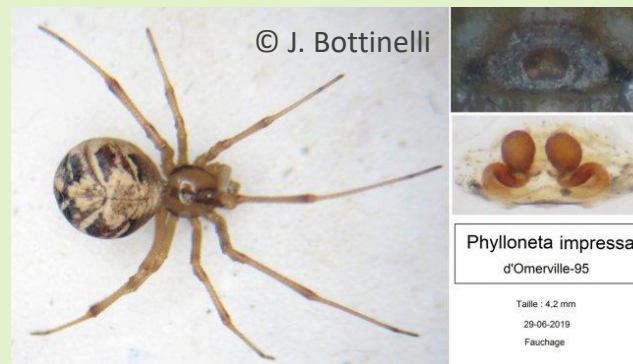 © J. Bottinelli
Phylloneta impressa
d'Omerville-95
Taille : 4,2 mm
29-06-2019
Fauchage